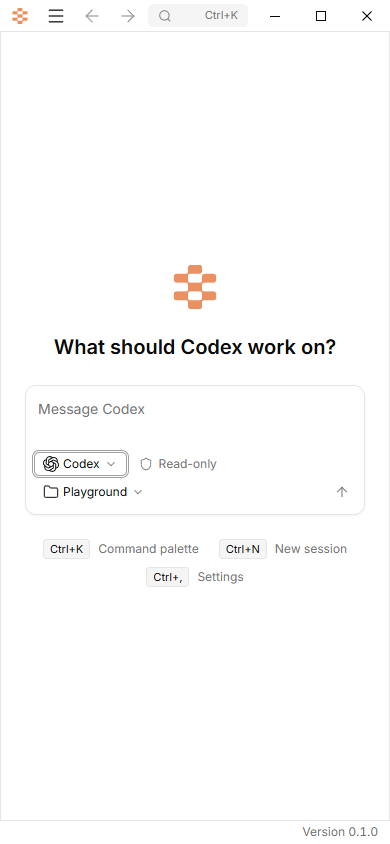 Ctrl+K
What should Codex work on?
Message Codex
Codex Read-only
Playground
Ctrl+K Command palette Ctrl+N New session
Ctrl+, Settings
Version 0.1.0